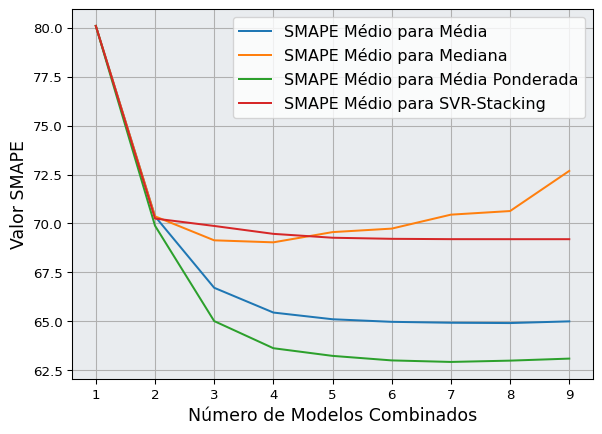 SMAPE Médio para Média
SMAPE Médio para Mediana
SMAPE Médio para Média Ponderada
SMAPE Médio para SVR-Stacking
Valor SMAPE
80.0
77.5
75.0
72.5
70.0
67.5
65.0
62.5
1 2 3 4 5 6 7 8 9
Número de Modelos Combinados